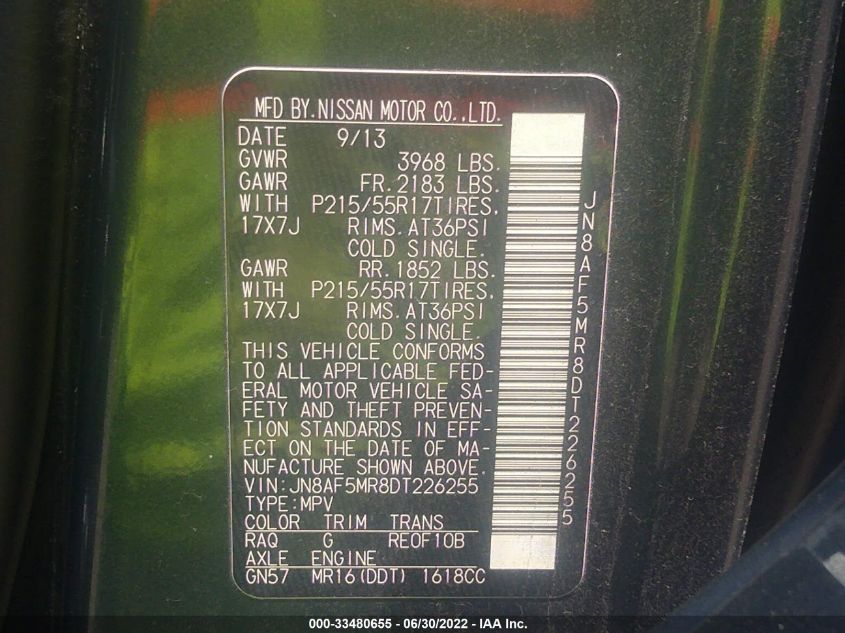 MFD BY.NISSAN MOTOR CO.,LTD.
DATE 9/13
GVWR 3968 LBS.
GAWR FR.2183 LBS.
WITH P215/55R17TIRES,
17X7J RIMS.AT36PSI
COLD SINGLE.
GAWR RR.1852 LBS.
WITH P215/55R17TIRES,
17X7J RIMS.AT36PSI
COLD SINGLE.
THIS VEHICLE CONFORMS
TO ALL APPLICABLE FED-
ERAL MOTOR VEHICLE SA-
FETY AND THEFT PREVEN-
TION STANDARDS IN EFF-
ECT ON THE DATE OF MA-
NUFACTURE SHOWN ABOVE.
VIN:JN8AF5MR8DT226255
TYPE:MPV
COLOR TRIM TRANS
RAQ G RE0F10B
AXLE ENGINE
GN57 MR16(DDT) 1618CC
JN8AF5MR8DT226255
000-33480655 - 06/30/2022 - IAA Inc.